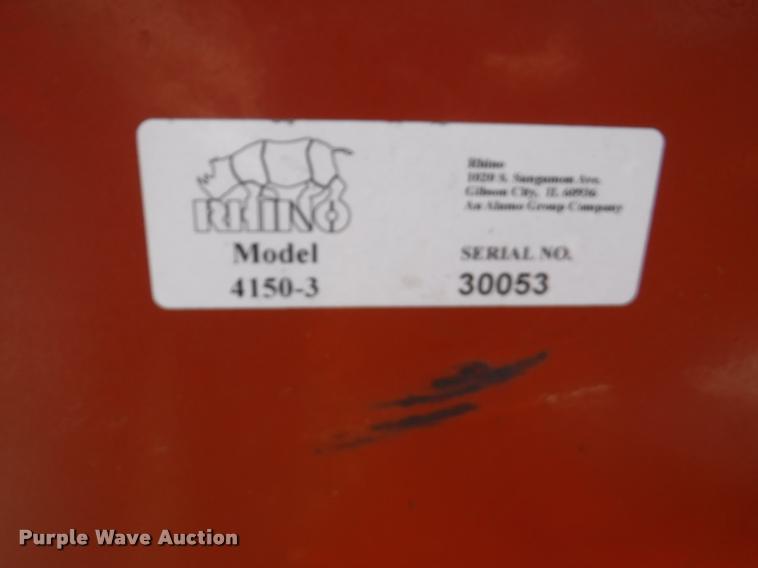 RHINO
Model
4150-3
Rhino
1020 S. Sangamon Ave.
Gibson City, IL 60936
An Alamo Group Company
SERIAL NO.
30053
Purple Wave Auction